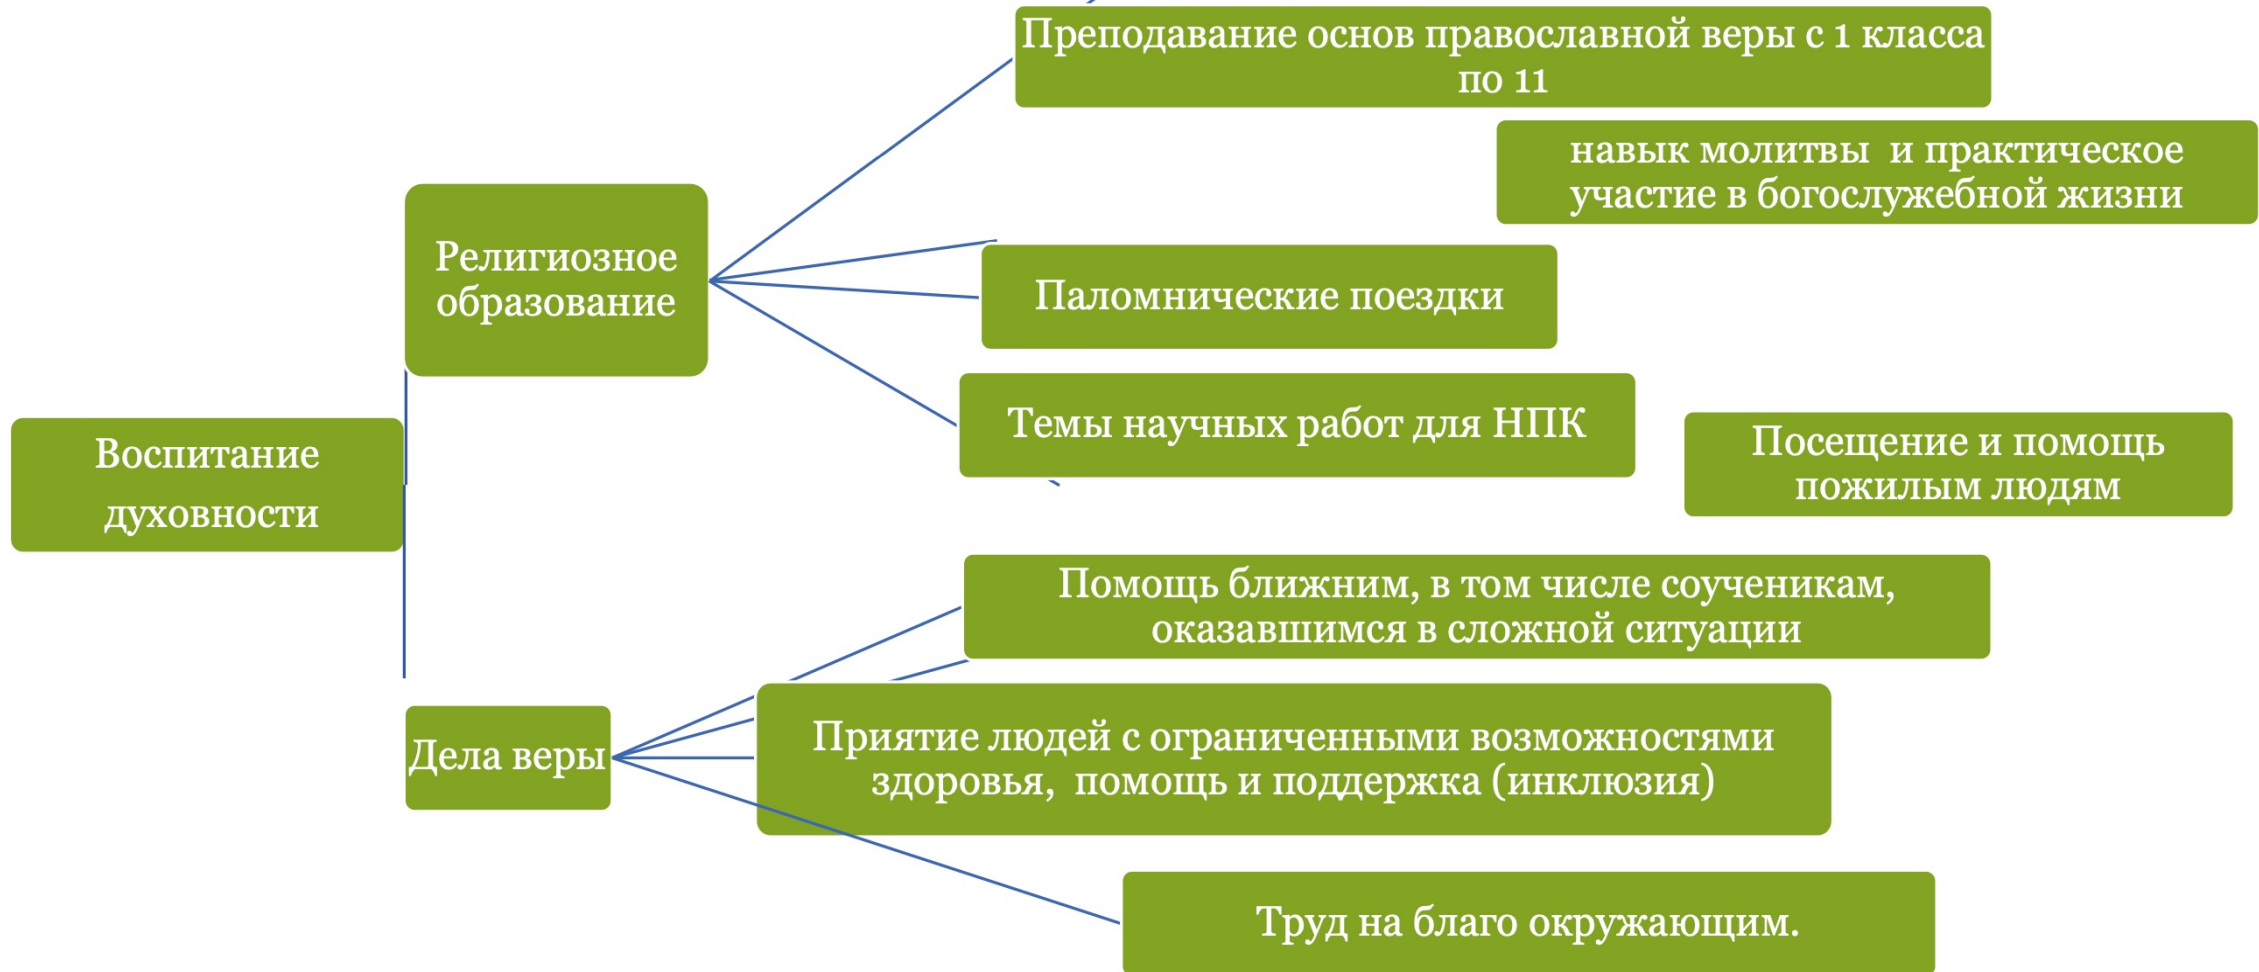 Преподавание основ православной веры с 1 класса
по 11
навык молитвы и практическое
участие в богослужебной жизни
Религиозное
образование
Паломнические поездки
Темы научных работ для НПК
Воспитание
духовности
Посещение и помощь
пожилым людям
Помощь ближним, в том числе соученикам,
оказавшимся в сложной ситуации
Дела веры
Приятие людей с ограниченными возможностями
здоровья, помощь и поддержка (инклюзия)
Труд на благо окружающим.